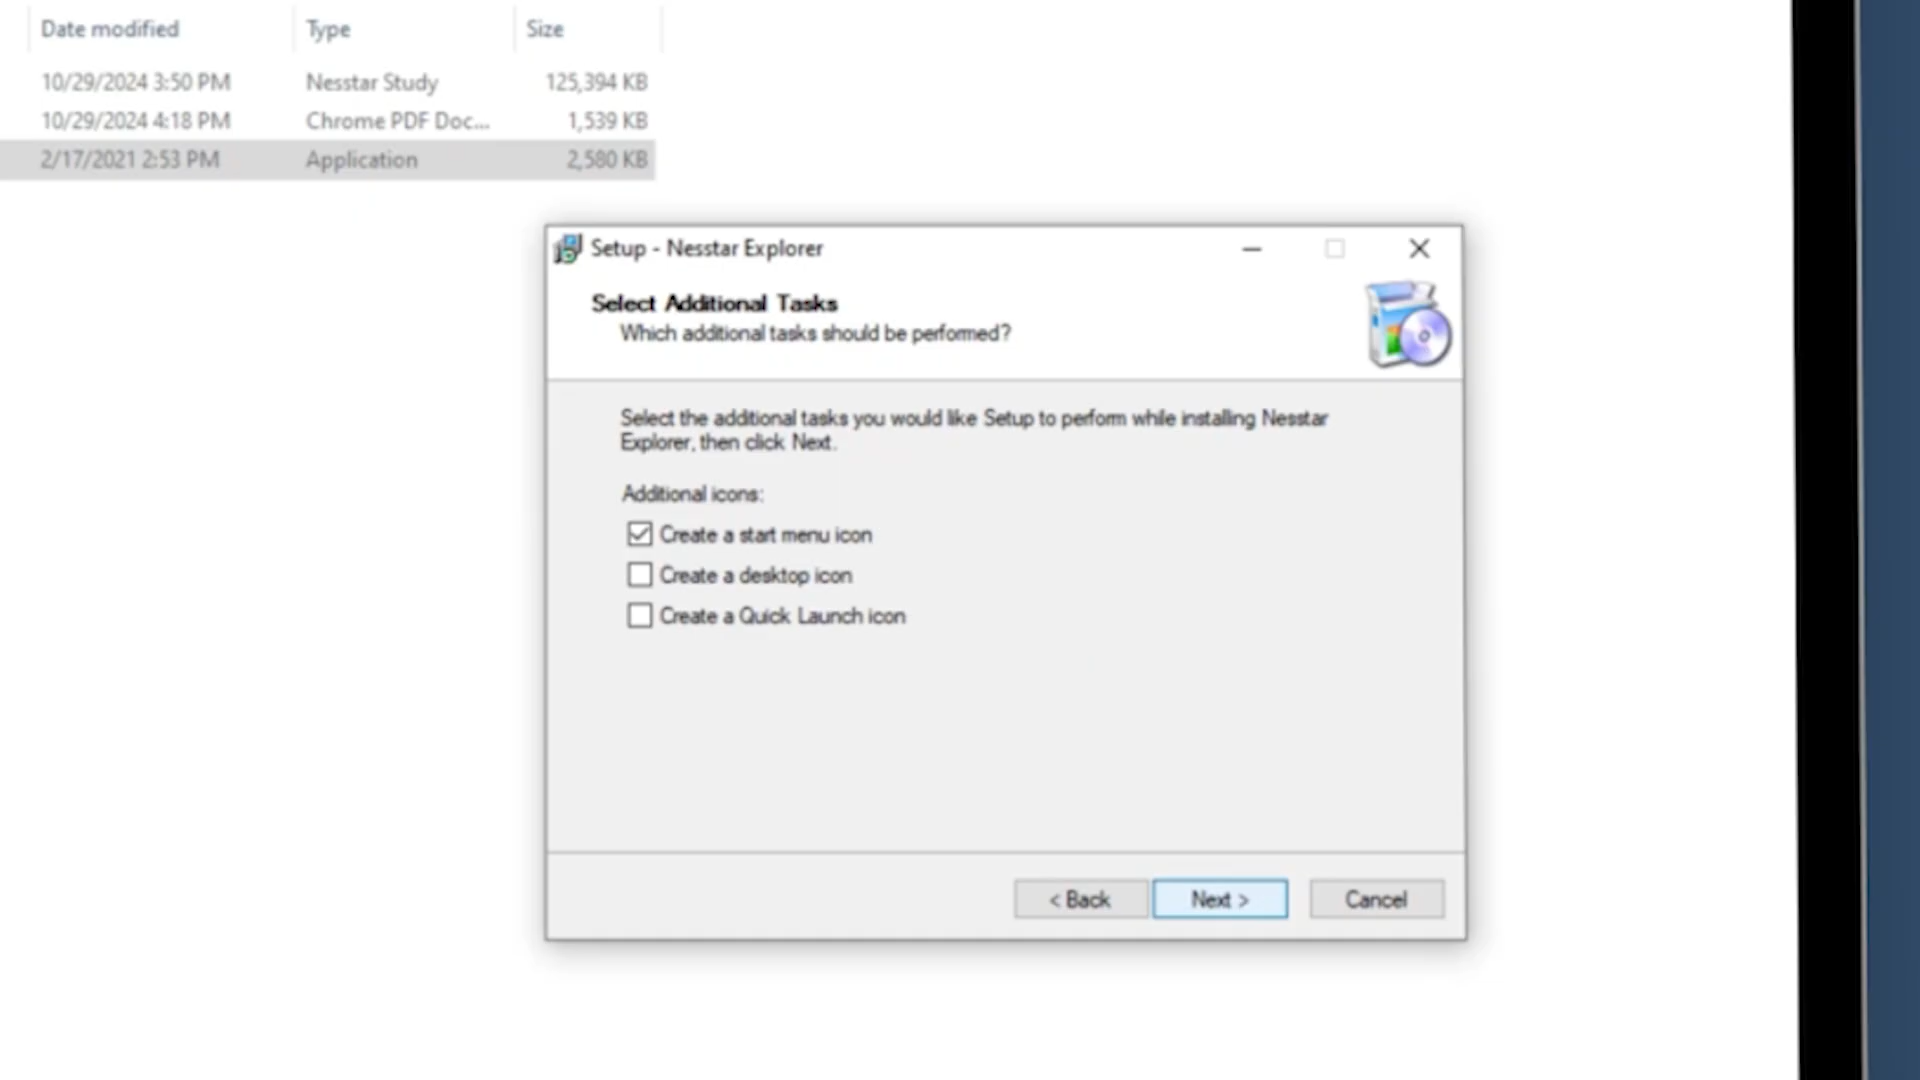 Date modified Type Size
10/29/2024 3:50 PM Nesstar Study 125,394 KB
10/29/2024 4:18 PM Chrome PDF Doc... 1,539 KB
2/17/2021 2:53 PM Application 2,580 KB
Setup - Nesstar Explorer
Select Additional Tasks
Which additional tasks should be performed?
Select the additional tasks you would like Setup to perform while installing Nesstar
Explorer, then click Next.
Additional icons:
Create a start menu icon
Create a desktop icon
Create a Quick Launch icon
< Back Next > Cancel